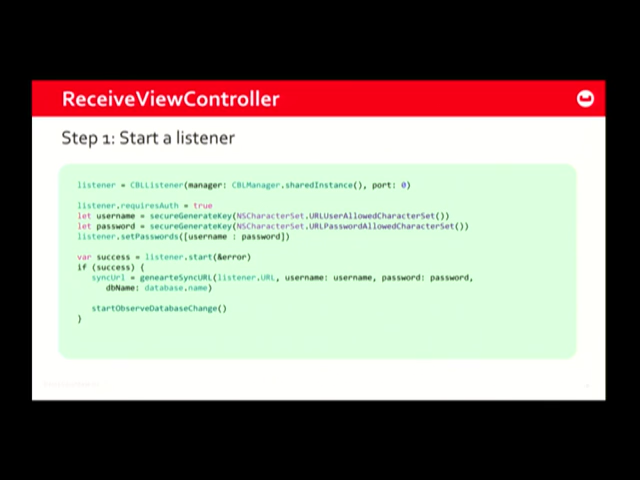 ReceiveViewController
Step 1: Start a listener
listener = CBLListener(manager: CBLManager.sharedInstance(), port: 0)
listener.requiresAuth = true
let username = secureGenerateKey(NSCharacterSet.URLUserAllowedCharacterSet())
let password = secureGenerateKey(NSCharacterSet.URLPasswordAllowedCharacterSet())
listener.setPasswords([username : password])
var success = listener.start(&error)
if (success) {
syncUrl = genearteSyncURL(listener.URL, username: username, password: password,
dbName: database.name)
startObserveDatabaseChange()
}